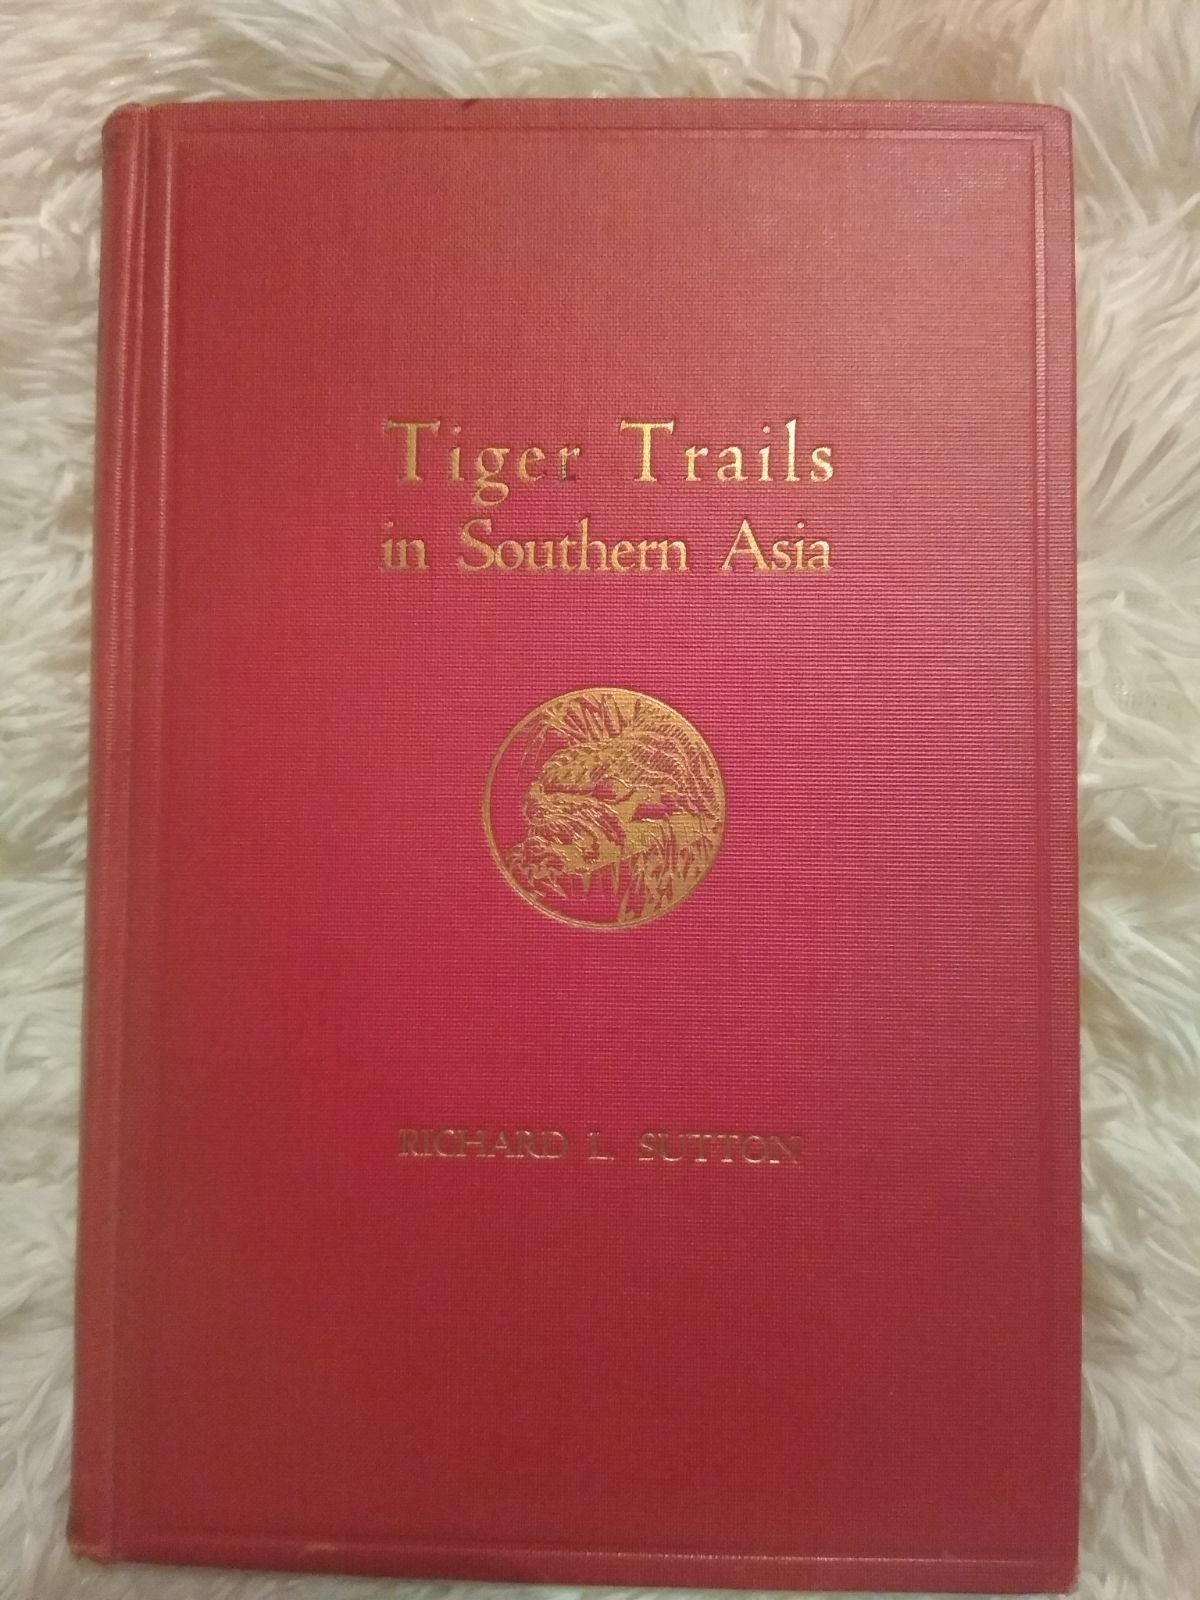 Tiger Trails
in Southern Asia
RICHARD L. SUTTON